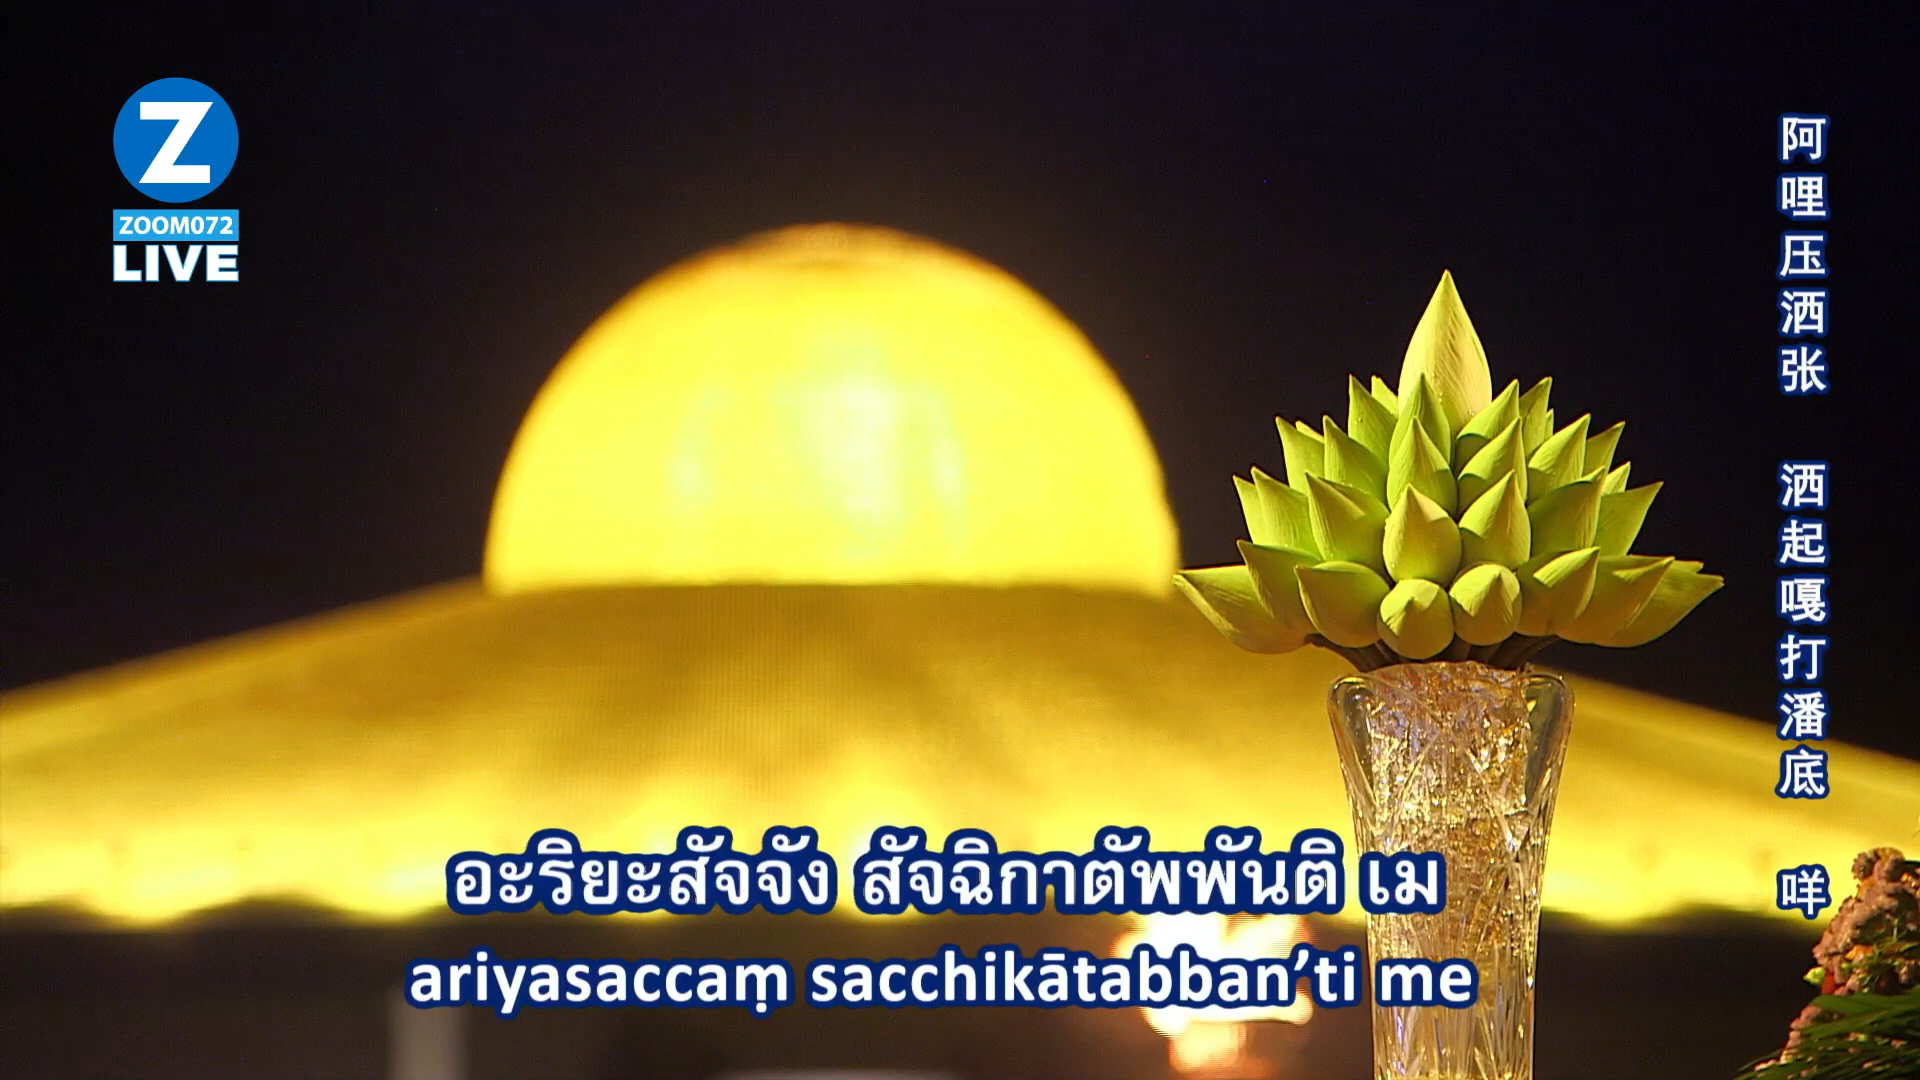 Z
ZOOM072
LIVE
阿哩压洒张 洒起嘎打潘底 咩
อะริยะสัจจัง สัจฉิกาตัพพันติ เม
ariyasaccaṃ sacchikātabban’ti me